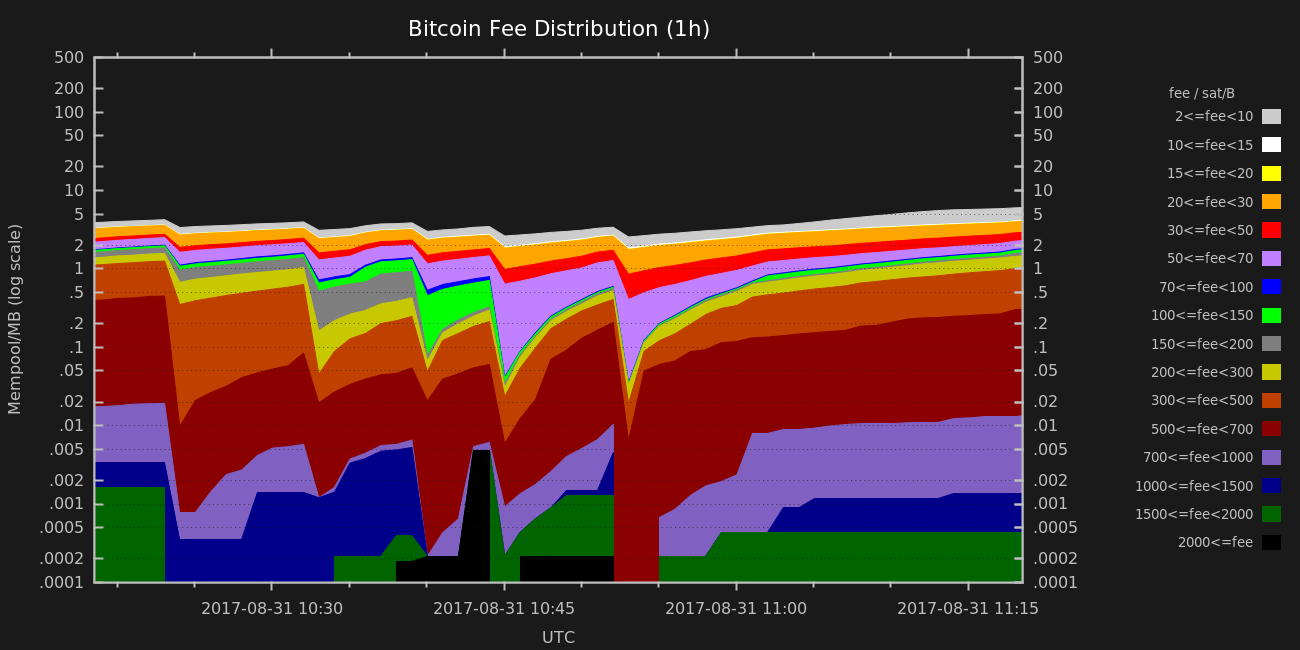 Bitcoin Fee Distribution (1h)
500 500
200 200
100 100
50 50
20 20
10 10
5 5
2 2
1 1
.5 .5
.2 .2
.1 .1
.05 .05
.02 .02
.01 .01
.005 .005
.002 .002
.001 .001
.0005 .0005
.0002 .0002
.0001 .0001
Mempool/MB (log scale)
2017-08-31 10:30 2017-08-31 10:45 2017-08-31 11:00 2017-08-31 11:15
UTC
fee / sat/B
2<=fee<10
10<=fee<15
15<=fee<20
20<=fee<30
30<=fee<50
50<=fee<70
70<=fee<100
100<=fee<150
150<=fee<200
200<=fee<300
300<=fee<500
500<=fee<700
700<=fee<1000
1000<=fee<1500
1500<=fee<2000
2000<=fee